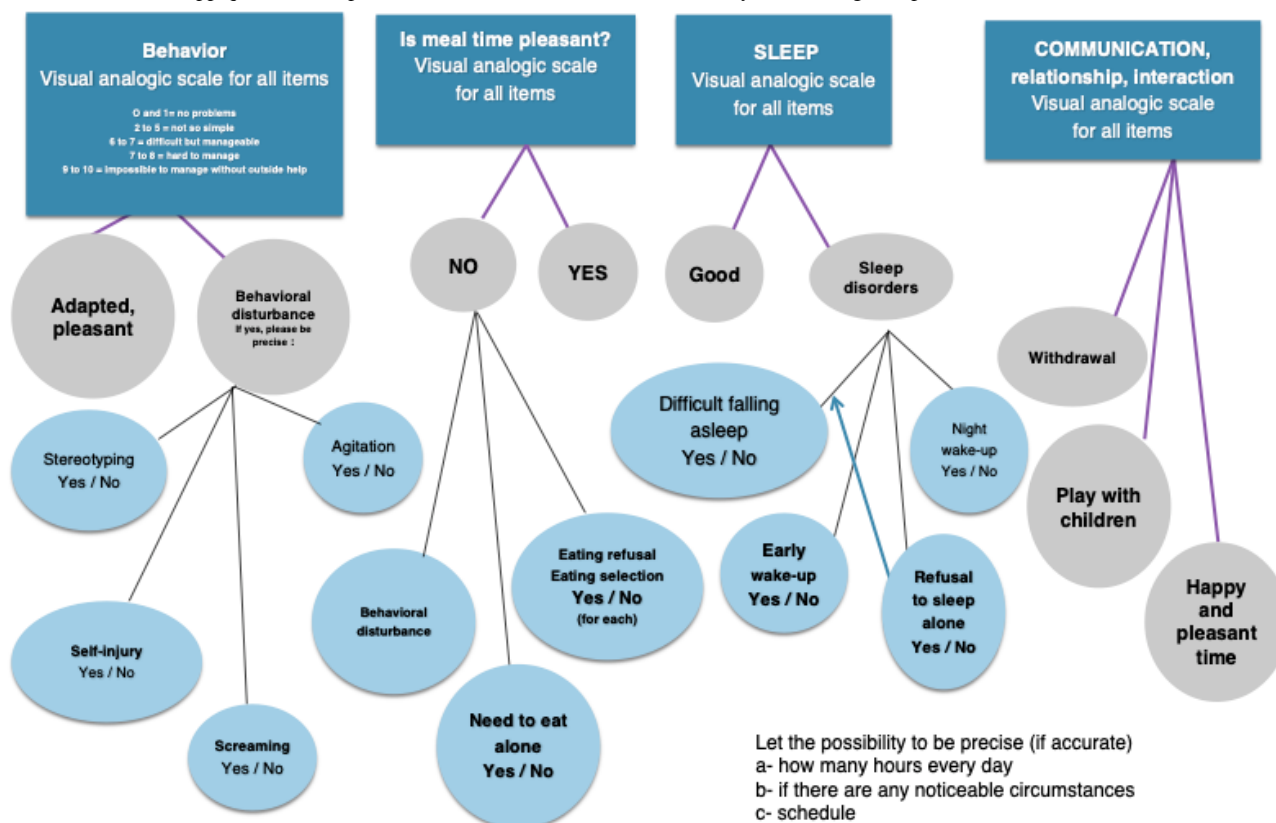 Behavior
Visual analogic scale for all items
O and 1= no problems
2 to 5 = not so simple
6 to 7 = difficult but manageable
7 to 8 = hard to manage
9 to 10 = impossible to manage without outside help
Is meal time pleasant?
Visual analogic scale
for all items
SLEEP
Visual analogic scale
for all items
COMMUNICATION,
relationship, interaction
Visual analogic scale
for all items
Adapted,
pleasant
Behavioral
disturbance
If yes, please be
precise :
NO
YES
Good
Sleep
disorders
Withdrawal
Play with
children
Happy
and
pleasant
time
Stereotyping
Yes / No
Agitation
Yes / No
Self-injury
Yes / No
Screaming
Yes / No
Behavioral
disturbance
Eating refusal
Eating selection
Yes / No
(for each)
Need to eat
alone
Yes / No
Difficult falling
asleep
Yes / No
Night
wake-up
Yes / No
Early
wake-up
Yes / No
Refusal
to sleep
alone
Yes / No
Let the possibility to be precise (if accurate)
a- how many hours every day
b- if there are any noticeable circumstances
c- schedule